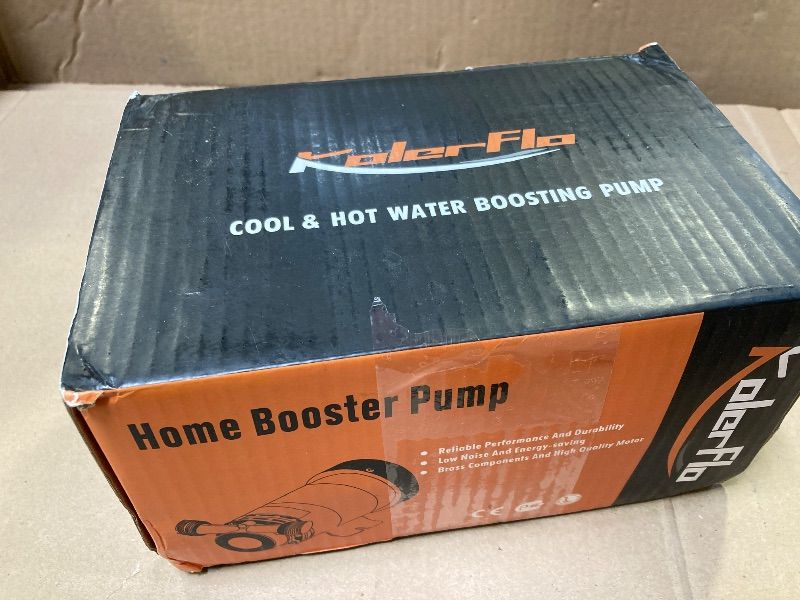 KolerFlo
COOL & HOT WATER BOOSTING PUMP
Home Booster Pump
• Reliable Performance And Durability
• Low Noise And Energy-saving
• Brass Components And High Quality Motor
CE
KolerFlo